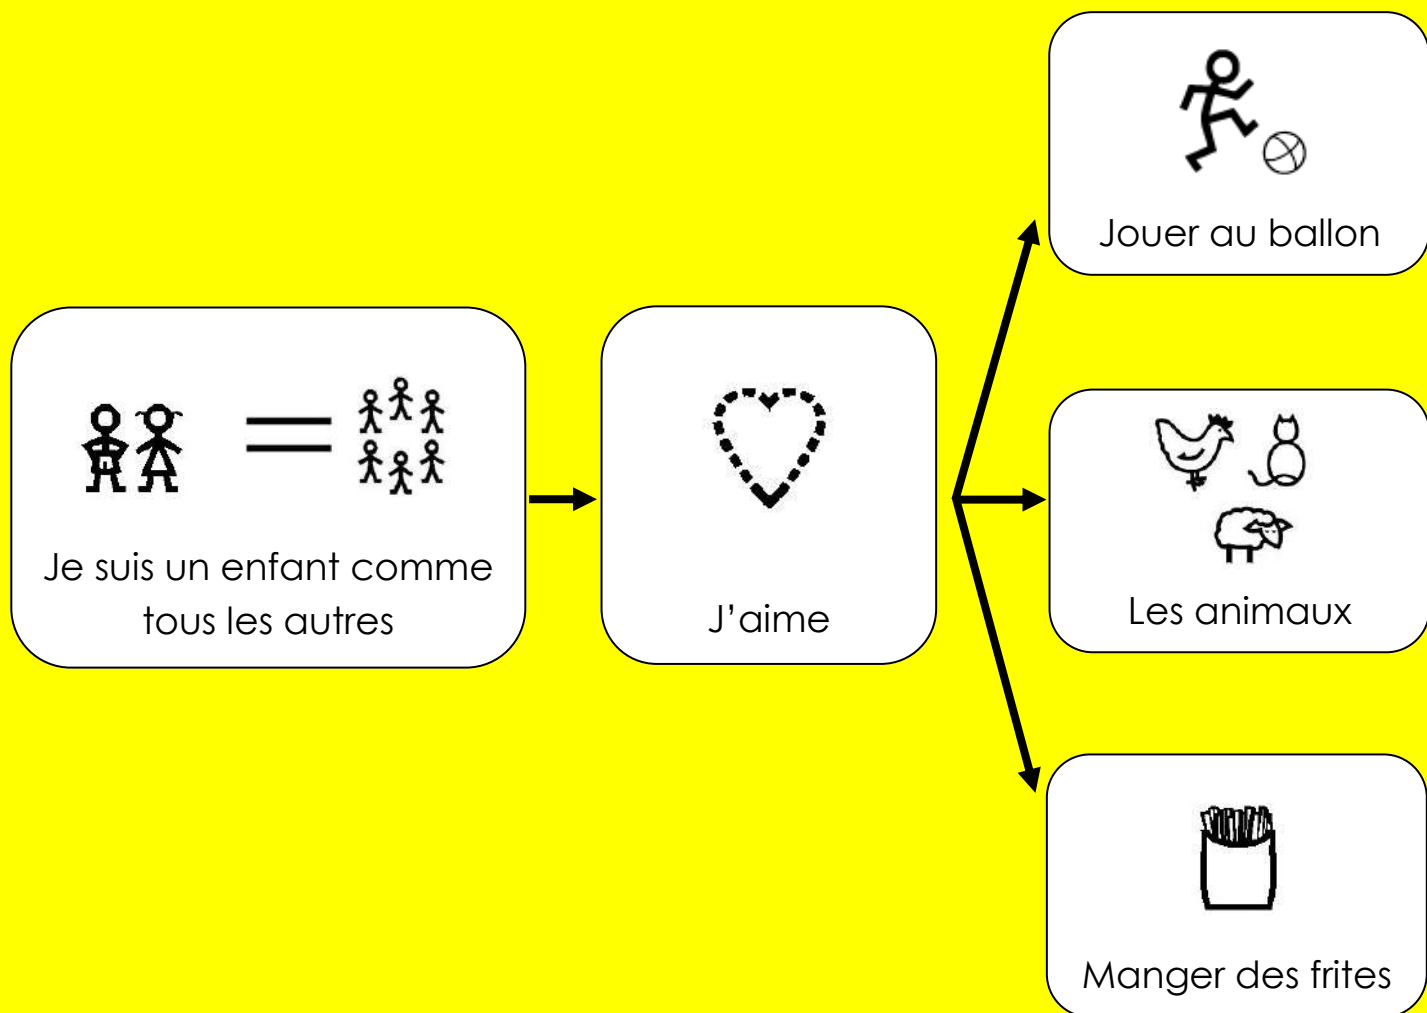 Je suis un enfant comme
tous les autres
J'aime
Jouer au ballon
Les animaux
Manger des frites